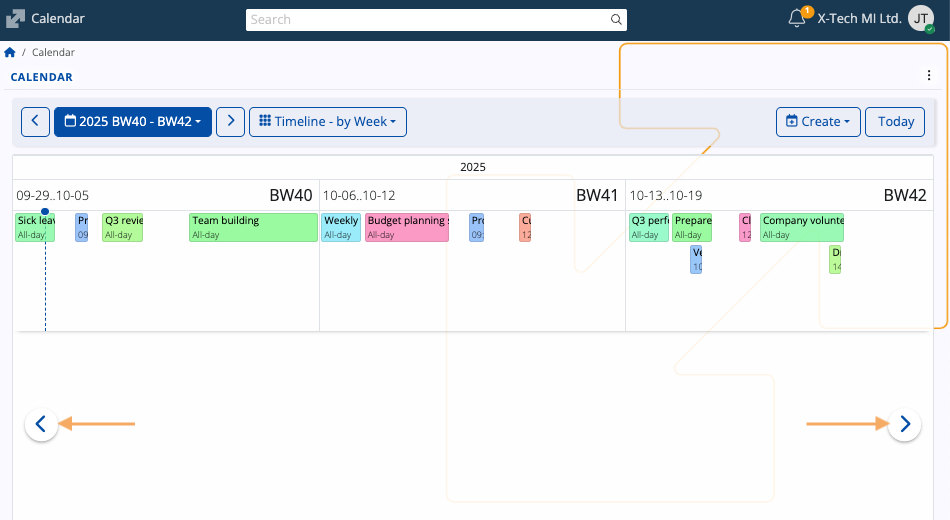 Calendar
Search
1
X-Tech MI Ltd.
JT
/ Calendar
CALENDAR
2025 BW40 - BW42
Timeline - by Week
Create
Today
2025
09-29..10-05 BW40
10-06..10-12 BW41
10-13..10-19 BW42
Sick lea
All-day
Pr
09
Q3 revie
All-day
Team building
All-day
Weekly
All-day
Budget planning
All-day
Pro
09:
Cu
12
Q3 perf
All-day
Prepare
All-day
Cl
12
Company volunte
All-day
Ve
10
D
14